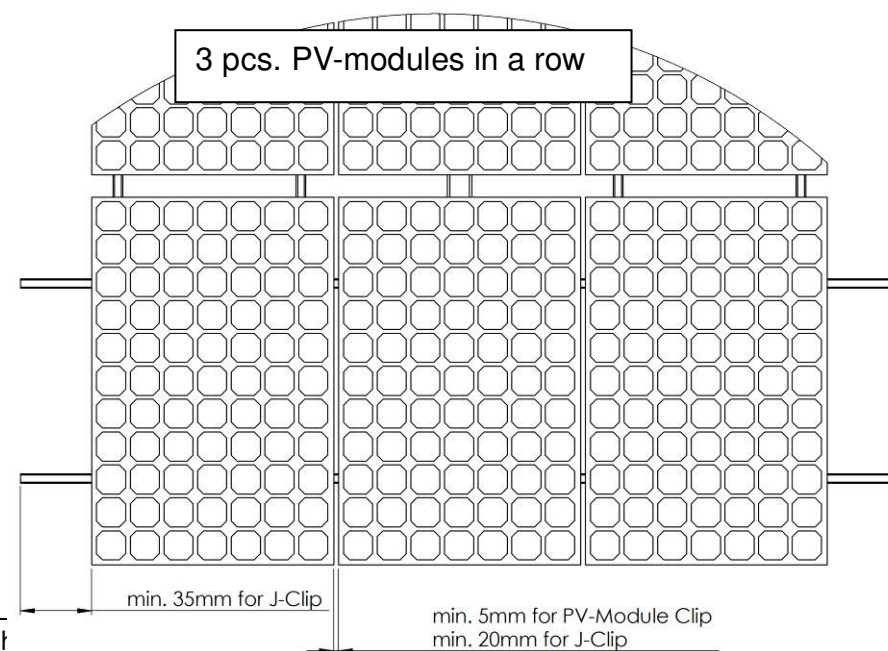 3 pcs. PV-modules in a row
min. 35mm for J-Clip
min. 5mm for PV-Module Clip
min. 20mm for J-Clip